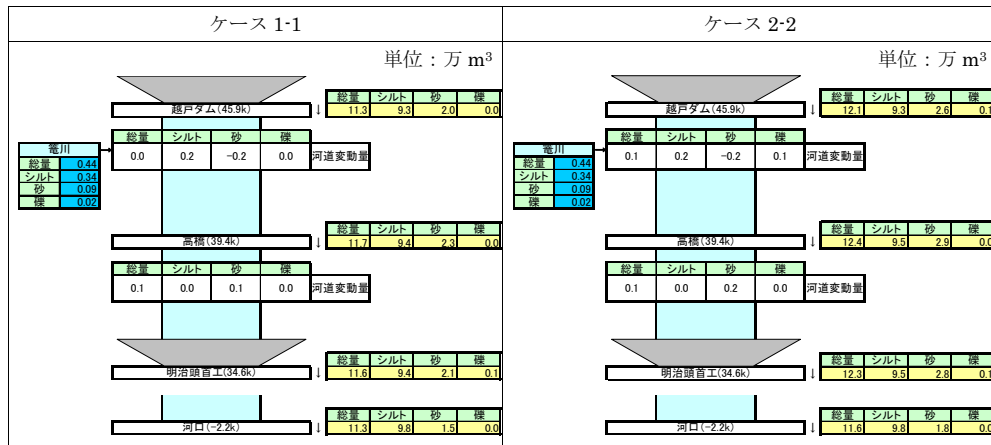 ケース 1-1
単位：万 m³
越戸ダム(45.9k)
↓
総量 シルト 砂 礫
11.3 9.3 2.0 0.0
篭川
総量 0.44
シルト 0.34
砂 0.09
礫 0.02
総量 シルト 砂 礫
0.0 0.2 -0.2 0.0 河道変動量
高橋(39.4k)
↓
総量 シルト 砂 礫
11.7 9.4 2.3 0.0
総量 シルト 砂 礫
0.1 0.0 0.1 0.0 河道変動量
明治頭首工(34.6k)
↓
総量 シルト 砂 礫
11.6 9.4 2.1 0.1
河口(-2.2k)
↓
総量 シルト 砂 礫
11.3 9.8 1.5 0.0
ケース 2-2
単位：万 m³
越戸ダム(45.9k)
↓
総量 シルト 砂 礫
12.1 9.3 2.6 0.1
篭川
総量 0.44
シルト 0.34
砂 0.09
礫 0.02
総量 シルト 砂 礫
0.1 0.2 -0.2 0.1 河道変動量
高橋(39.4k)
↓
総量 シルト 砂 礫
12.4 9.5 2.9 0.0
総量 シルト 砂 礫
0.1 0.0 0.2 0.0 河道変動量
明治頭首工(34.6k)
↓
総量 シルト 砂 礫
12.3 9.5 2.8 0.1
河口(-2.2k)
↓
総量 シルト 砂 礫
11.6 9.8 1.8 0.0